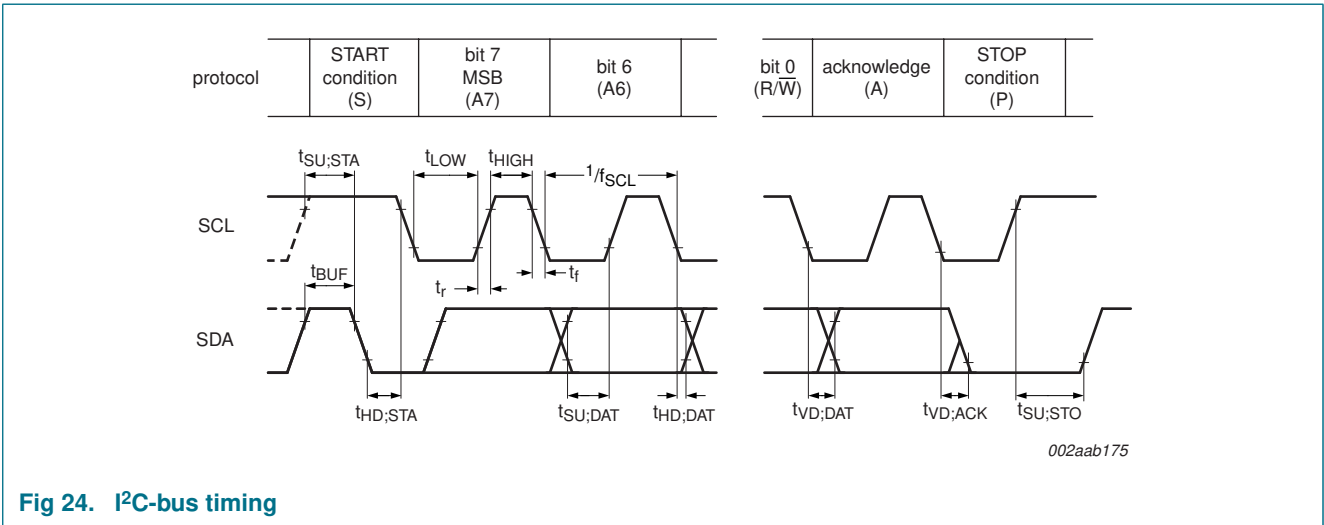 protocol
START
condition
(S)
bit 7
MSB
(A7)
bit 6
(A6)
bit 0
(R/W̅)
acknowledge
(A)
STOP
condition
(P)
tSU;STA
tLOW
tHIGH
1/fSCL
SCL
tBUF
tr
tf
SDA
tHD;STA
tSU;DAT
tHD;DAT
tVD;DAT
tVD;ACK
tSU;STO
002aab175
Fig 24. I²C-bus timing